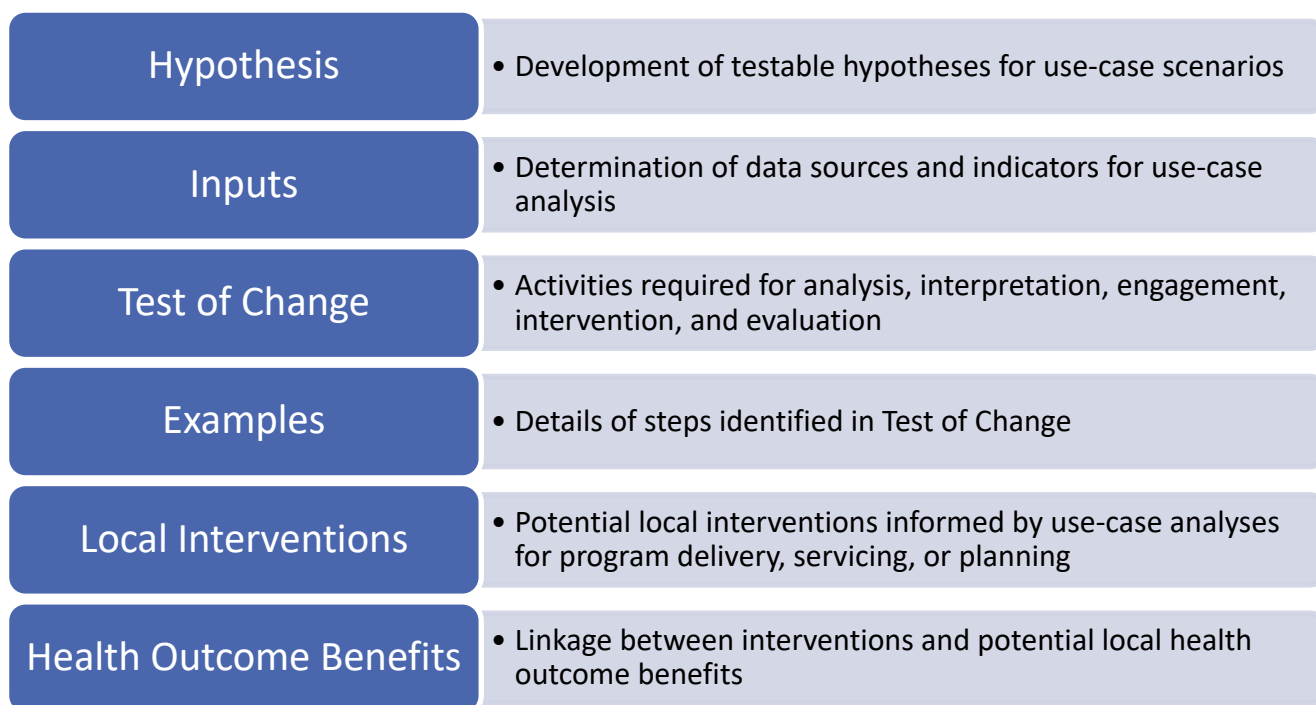 Hypothesis
• Development of testable hypotheses for use-case scenarios
Inputs
• Determination of data sources and indicators for use-case
analysis
Test of Change
• Activities required for analysis, interpretation, engagement,
intervention, and evaluation
Examples
• Details of steps identified in Test of Change
Local Interventions
• Potential local interventions informed by use-case analyses
for program delivery, servicing, or planning
Health Outcome Benefits
• Linkage between interventions and potential local health
outcome benefits